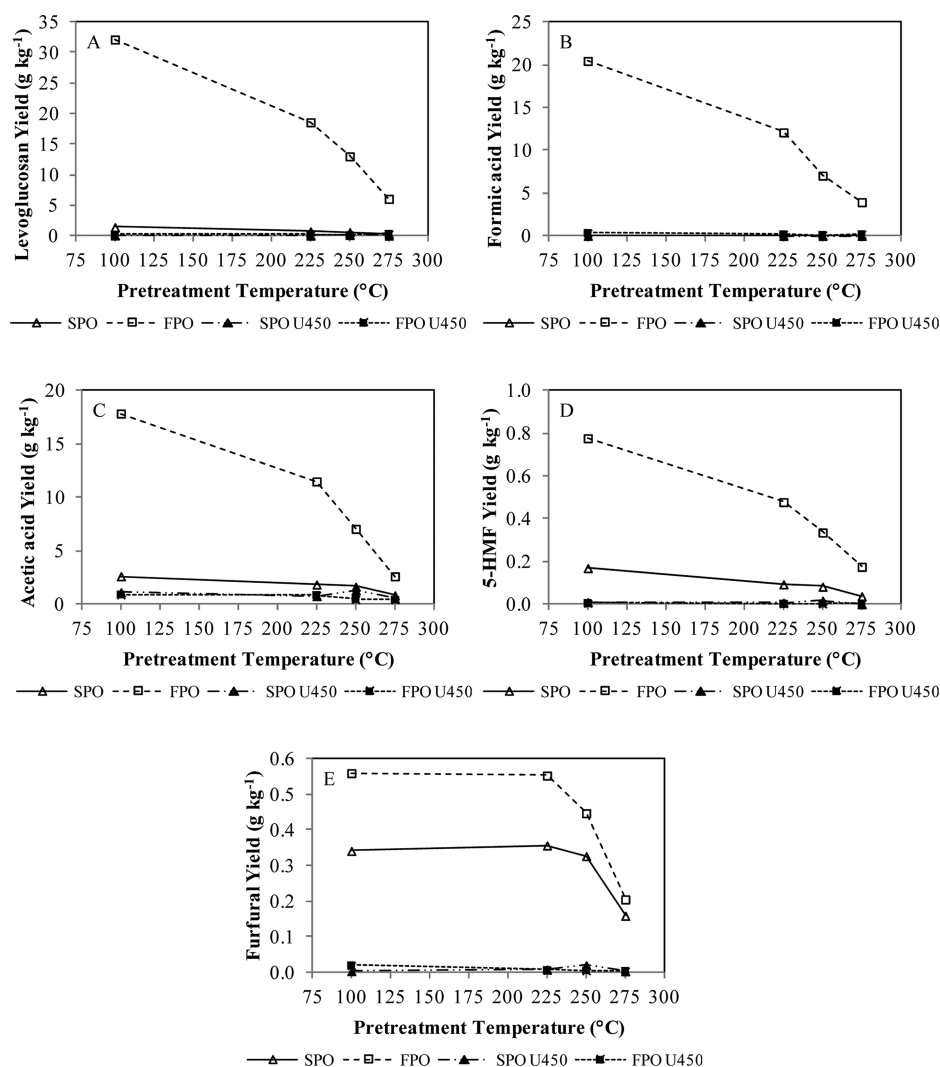 A
Levoglucosan Yield (g kg-1)
35
30
25
20
15
10
5
0
75 100 125 150 175 200 225 250 275 300
Pretreatment Temperature (°C)
SPO FPO SPO U450 FPO U450
B
Formic acid Yield (g kg-1)
25
20
15
10
5
0
75 100 125 150 175 200 225 250 275 300
Pretreatment Temperature (°C)
SPO FPO SPO U450 FPO U450
C
Acetic acid Yield (g kg-1)
20
15
10
5
0
75 100 125 150 175 200 225 250 275 300
Pretreatment Temperature (°C)
SPO FPO SPO U450 FPO U450
D
5-HMF Yield (g kg-1)
1.0
0.8
0.6
0.4
0.2
0.0
75 100 125 150 175 200 225 250 275 300
Pretreatment Temperature (°C)
SPO FPO SPO U450 FPO U450
E
Furfural Yield (g kg-1)
0.6
0.5
0.4
0.3
0.2
0.1
0.0
75 100 125 150 175 200 225 250 275 300
Pretreatment Temperature (°C)
SPO FPO SPO U450 FPO U450